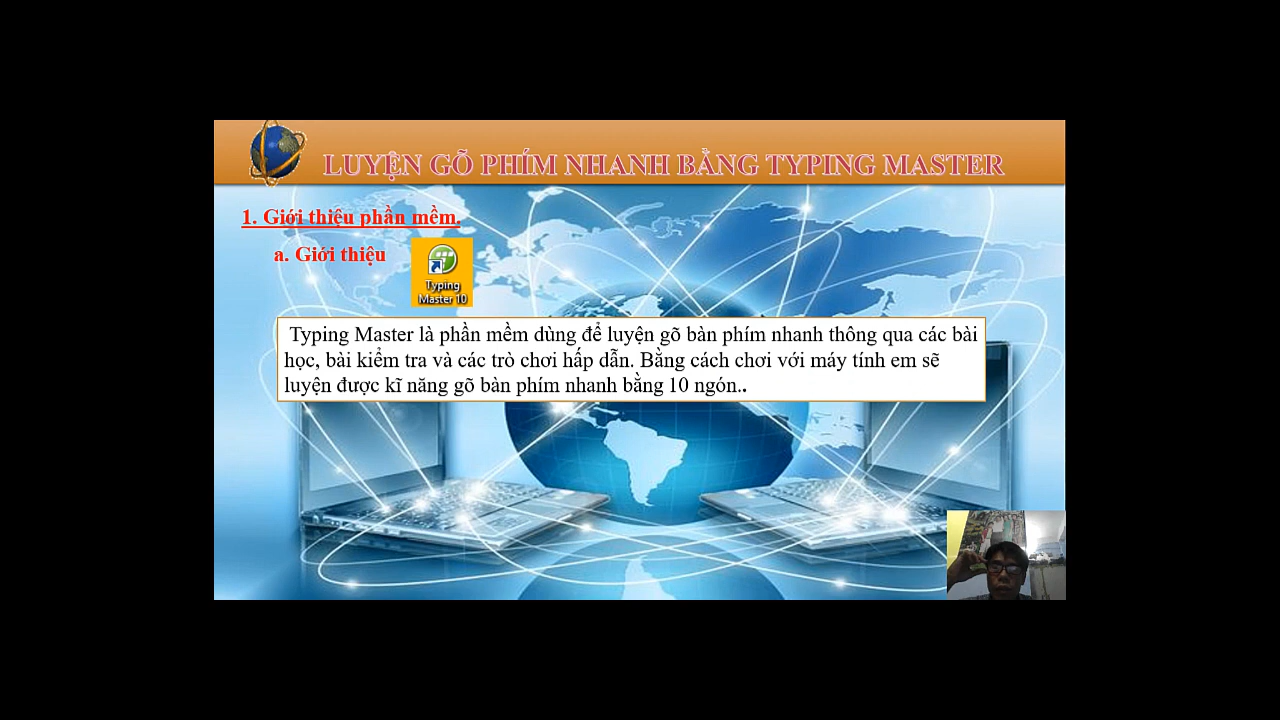 LUYỆN GÕ PHÍM NHANH BẰNG TYPING MASTER
1. Giới thiệu phần mềm.
a. Giới thiệu
Typing
Master 10
Typing Master là phần mềm dùng để luyện gõ bàn phím nhanh thông qua các bài
học, bài kiểm tra và các trò chơi hấp dẫn. Bằng cách chơi với máy tính em sẽ
luyện được kĩ năng gõ bàn phím nhanh bằng 10 ngón..